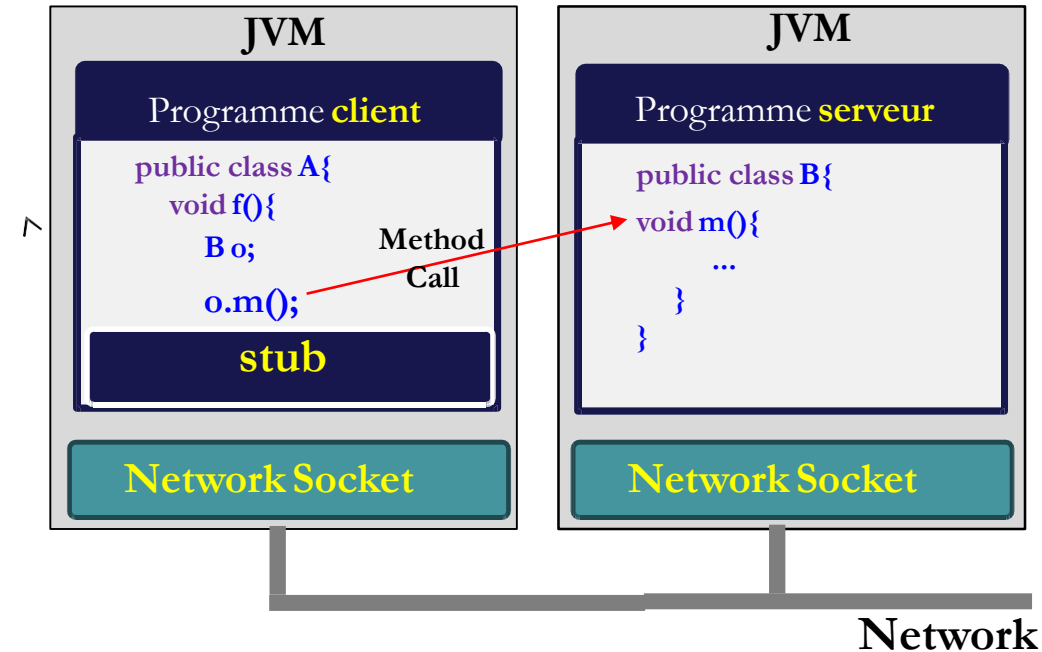 JVM
Programme client
public class A{
void f(){
B o;
o.m();
stub
Network Socket
Method
Call
JVM
Programme serveur
public class B{
void m(){
...
}
}
Network Socket
Network